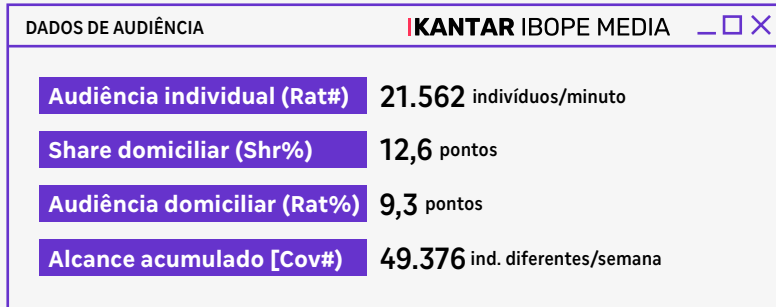 DADOS DE AUDIÊNCIA KANTAR IBOPE MEDIA
Audiência individual (Rat#) 21.562 indivíduos/minuto
Share domiciliar (Shr%) 12,6 pontos
Audiência domiciliar (Rat%) 9,3 pontos
Alcance acumulado [Cov#) 49.376 ind. diferentes/semana